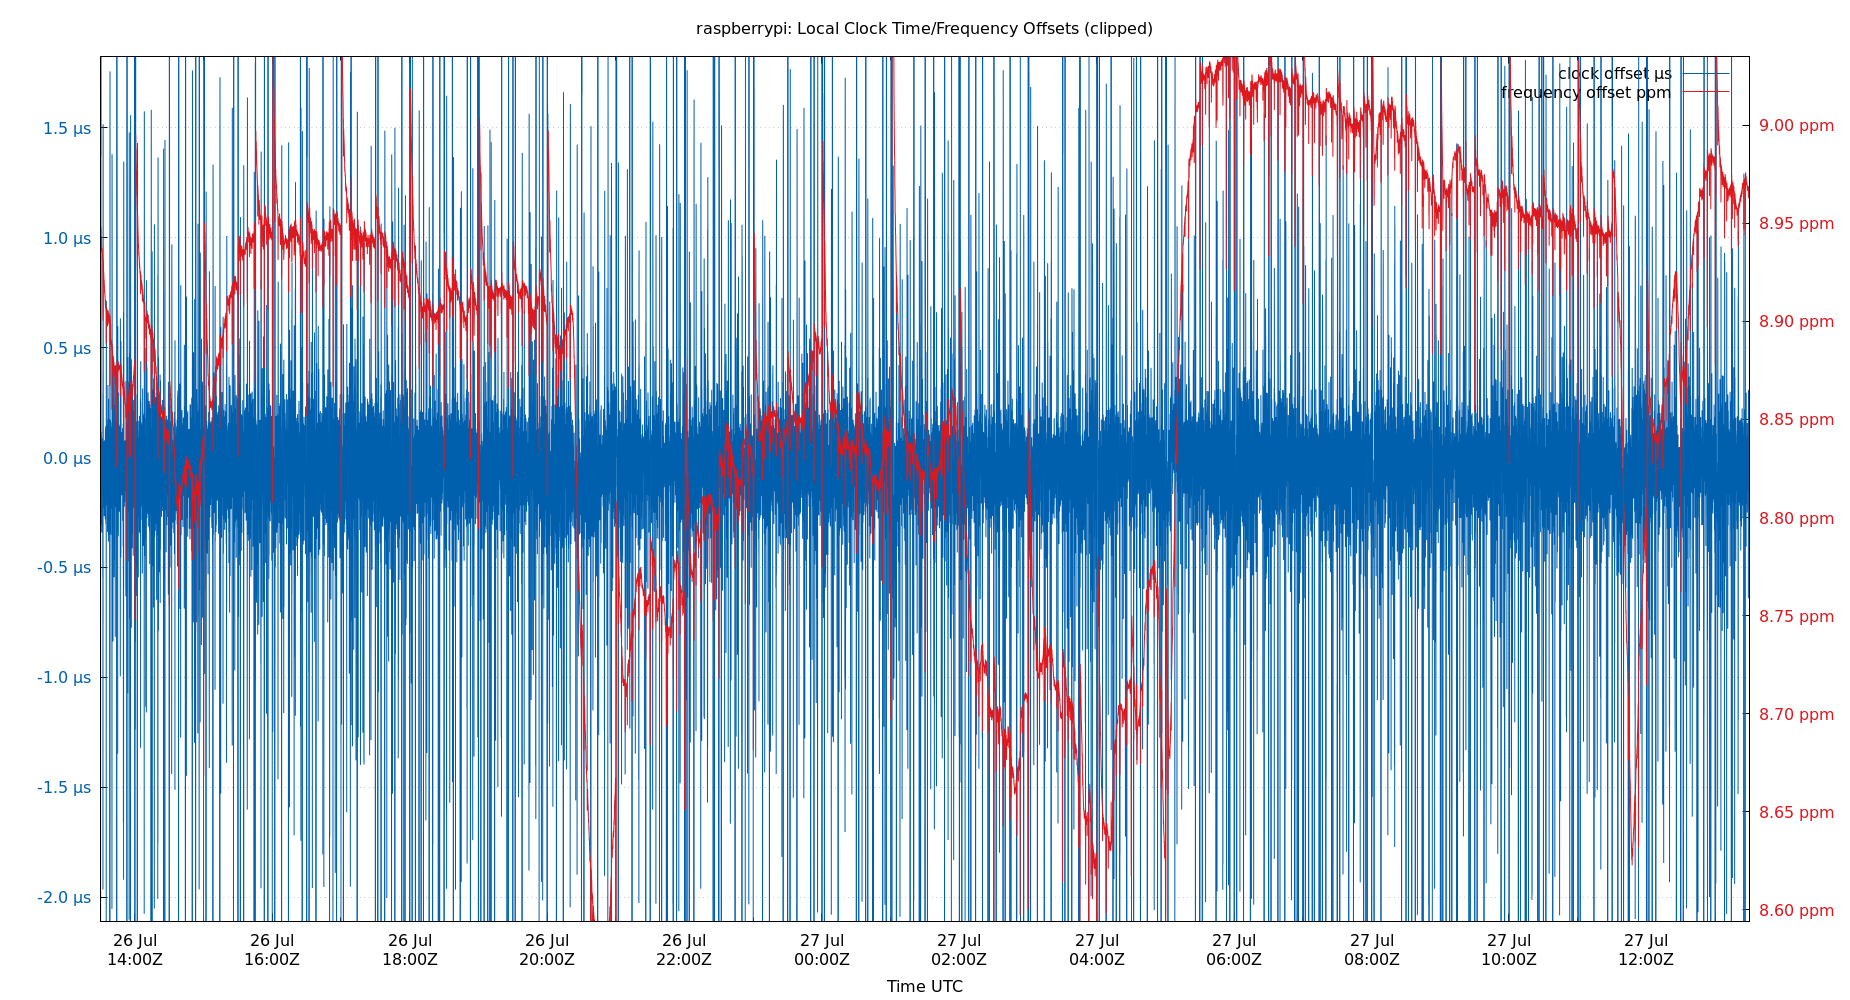 raspberrypi: Local Clock Time/Frequency Offsets (clipped)
clock offset µs
frequency offset ppm
1.5 µs
1.0 µs
0.5 µs
0.0 µs
-0.5 µs
-1.0 µs
-1.5 µs
-2.0 µs
9.00 ppm
8.95 ppm
8.90 ppm
8.85 ppm
8.80 ppm
8.75 ppm
8.70 ppm
8.65 ppm
8.60 ppm
26 Jul
14:00Z
26 Jul
16:00Z
26 Jul
18:00Z
26 Jul
20:00Z
26 Jul
22:00Z
27 Jul
00:00Z
27 Jul
02:00Z
27 Jul
04:00Z
27 Jul
06:00Z
27 Jul
08:00Z
27 Jul
10:00Z
27 Jul
12:00Z
Time UTC